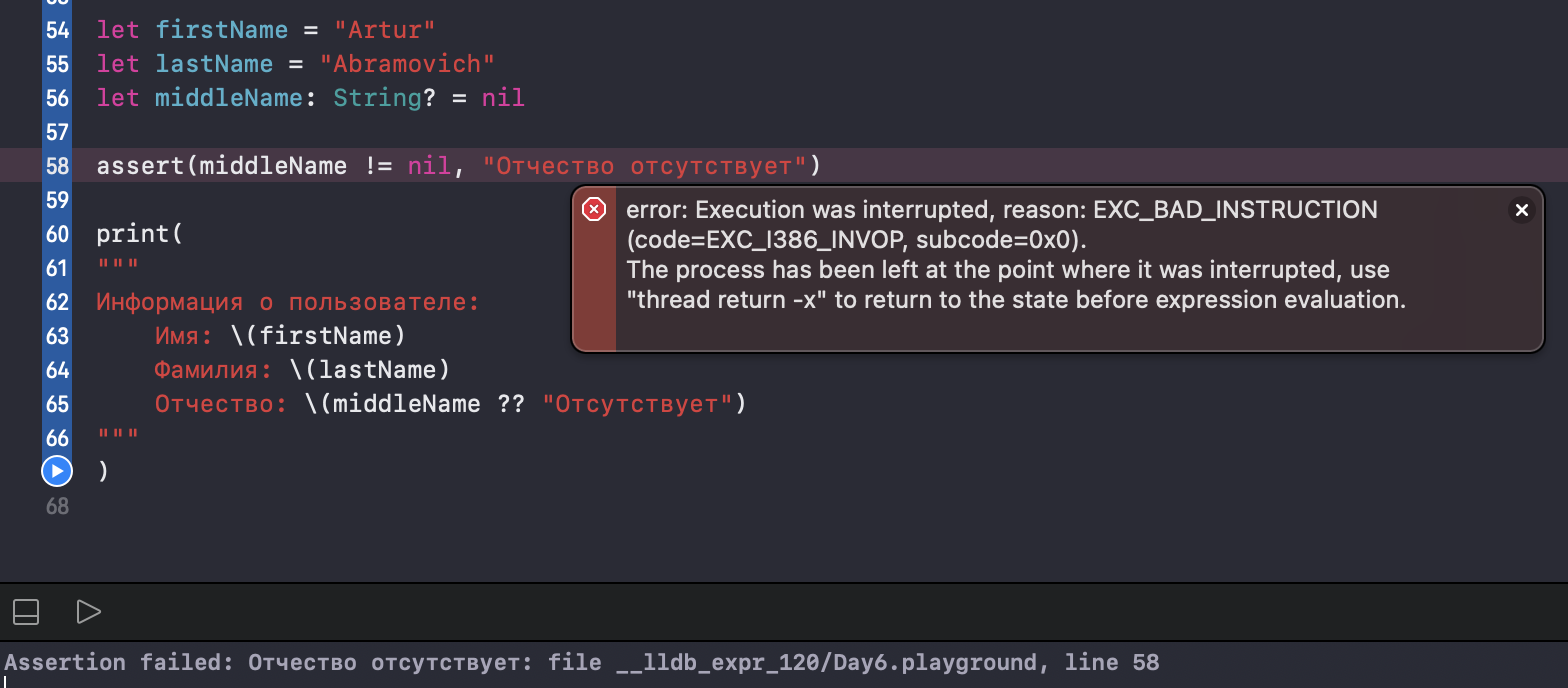 53
54 let firstName = "Artur"
55 let lastName = "Abramovich"
56 let middleName: String? = nil
57
58 assert(middleName != nil, "Отчество отсутствует")
error: Execution was interrupted, reason: EXC_BAD_INSTRUCTION
(code=EXC_I386_INVOP, subcode=0x0).
The process has been left at the point where it was interrupted, use
"thread return -x" to return to the state before expression evaluation.
59
60 print(
61 """
62 Информация о пользователе:
63     Имя: \(firstName)
64     Фамилия: \(lastName)
65     Отчество: \(middleName ?? "Отсутствует")
66 """
)
68
Assertion failed: Отчество отсутствует: file __lldb_expr_120/Day6.playground, line 58